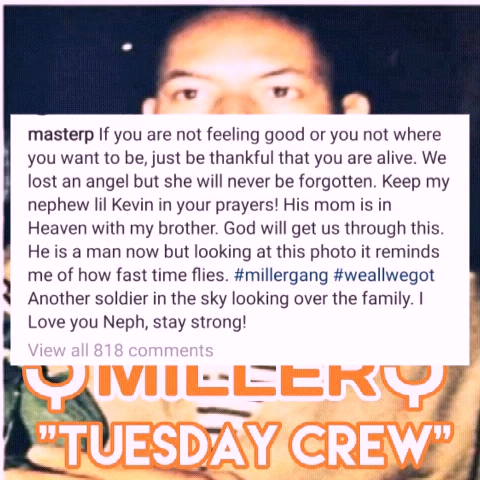 masterp If you are not feeling good or you not where
you want to be, just be thankful that you are alive. We
lost an angel but she will never be forgotten. Keep my
nephew lil Kevin in your prayers! His mom is in
Heaven with my brother. God will get us through this.
He is a man now but looking at this photo it reminds
me of how fast time flies. #millergang #weallwegot
Another soldier in the sky looking over the family. I
Love you Neph, stay strong!
View all 818 comments
MILLER
"TUESDAY CREW"